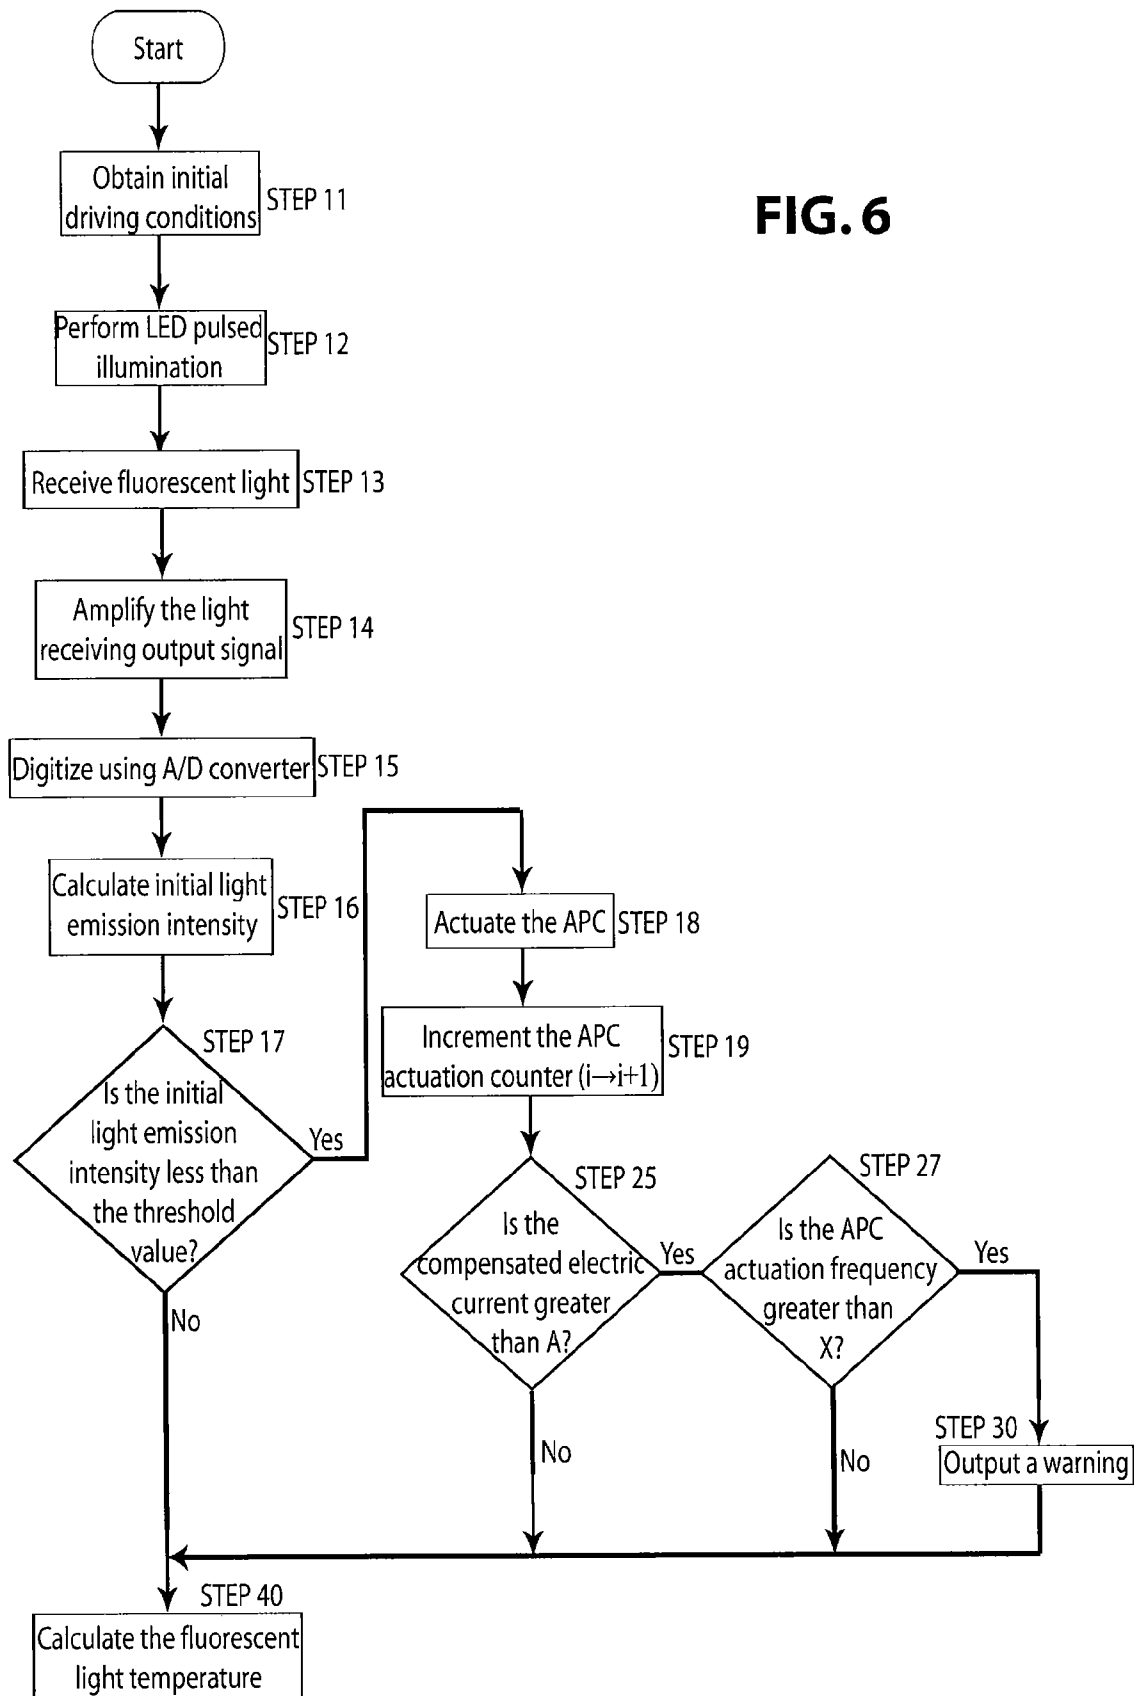 Start
FIG. 6
Obtain initial
driving conditions
STEP 11
Perform LED pulsed
illumination
STEP 12
Receive fluorescent light
STEP 13
Amplify the light
receiving output signal
STEP 14
Digitize using A/D converter
STEP 15
Calculate initial light
emission intensity
STEP 16
STEP 17
Is the initial
light emission
intensity less than
the threshold
value?
Yes
No
Actuate the APC
STEP 18
Increment the APC
actuation counter (i→i+1)
STEP 19
STEP 25
Is the
compensated electric
current greater
than A?
Yes
No
STEP 27
Is the APC
actuation frequency
greater than
X?
Yes
No
STEP 30
Output a warning
STEP 40
Calculate the fluorescent
light temperature